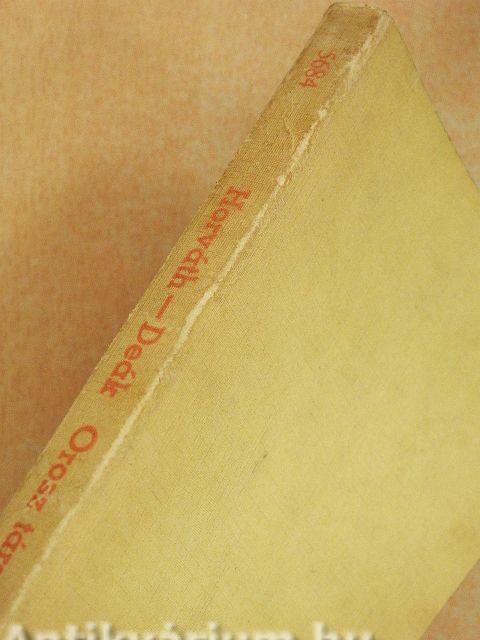 5684
Horváth—Deák Orosz
Antikvárium.hu